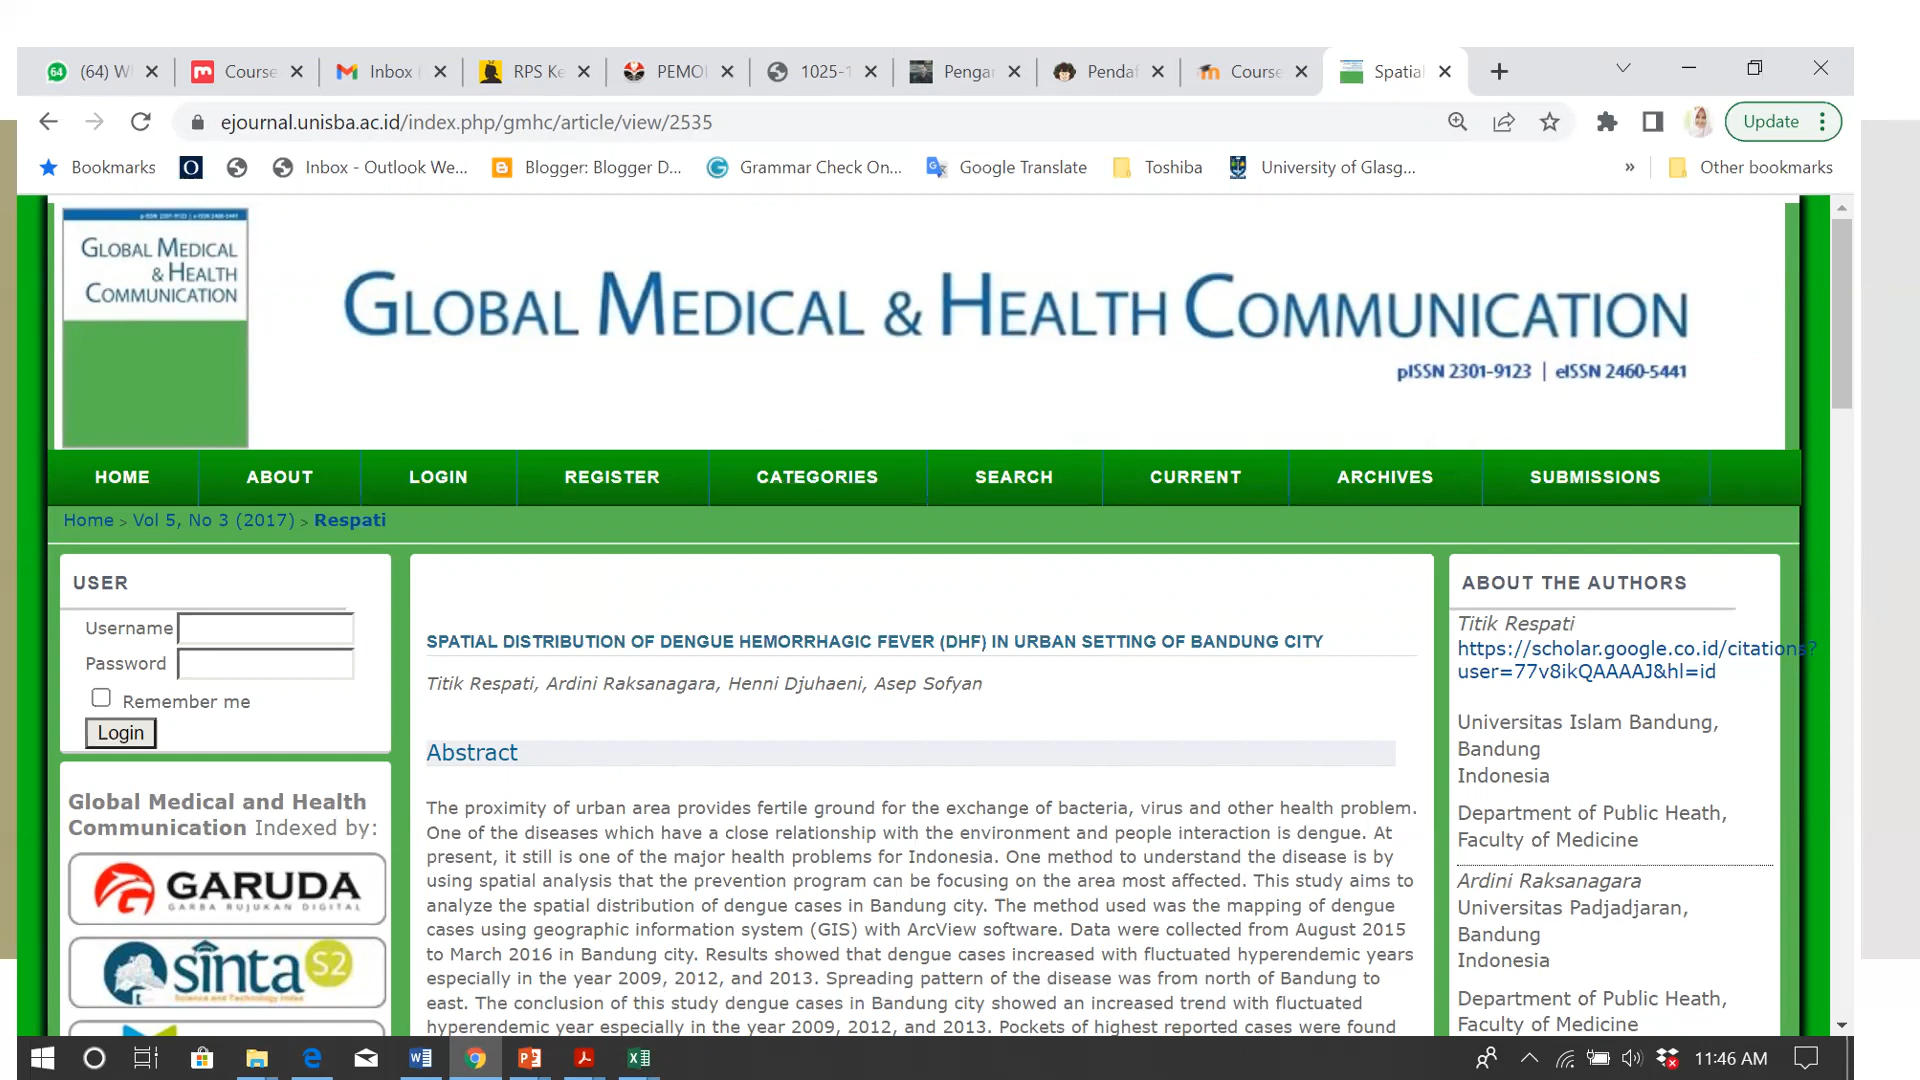 (64) W
Course
Inbox
RPS Ke
PEMO
1025-1
Pengar
Pendaf
Course
Spatial
ejournal.unisba.ac.id/index.php/gmhc/article/view/2535
Update
Bookmarks
Inbox - Outlook We...
Blogger: Blogger D...
Grammar Check On...
Google Translate
Toshiba
University of Glasg...
»
Other bookmarks
pISSN 2301-9123 | eISSN 2460-5441
GLOBAL MEDICAL
& HEALTH
COMMUNICATION
GLOBAL MEDICAL & HEALTH COMMUNICATION
pISSN 2301-9123 | eISSN 2460-5441
HOME ABOUT LOGIN REGISTER CATEGORIES SEARCH CURRENT ARCHIVES SUBMISSIONS
Home > Vol 5, No 3 (2017) > Respati
USER
Username
Password
Remember me
Login
Global Medical and Health
Communication Indexed by:
GARUDA
GARBA RUJUKAN DIGITAL
sinta S2
Science and Technology Index
SPATIAL DISTRIBUTION OF DENGUE HEMORRHAGIC FEVER (DHF) IN URBAN SETTING OF BANDUNG CITY
Titik Respati, Ardini Raksanagara, Henni Djuhaeni, Asep Sofyan
Abstract
The proximity of urban area provides fertile ground for the exchange of bacteria, virus and other health problem.
One of the diseases which have a close relationship with the environment and people interaction is dengue. At
present, it still is one of the major health problems for Indonesia. One method to understand the disease is by
using spatial analysis that the prevention program can be focusing on the area most affected. This study aims to
analyze the spatial distribution of dengue cases in Bandung city. The method used was the mapping of dengue
cases using geographic information system (GIS) with ArcView software. Data were collected from August 2015
to March 2016 in Bandung city. Results showed that dengue cases increased with fluctuated hyperendemic years
especially in the year 2009, 2012, and 2013. Spreading pattern of the disease was from north of Bandung to
east. The conclusion of this study dengue cases in Bandung city showed an increased trend with fluctuated
hyperendemic year especially in the year 2009, 2012, and 2013. Pockets of highest reported cases were found
ABOUT THE AUTHORS
Titik Respati
https://scholar.google.co.id/citations?
user=77v8ikQAAAAJ&hl=id
Universitas Islam Bandung,
Bandung
Indonesia
Department of Public Heath,
Faculty of Medicine
Ardini Raksanagara
Universitas Padjadjaran,
Bandung
Indonesia
Department of Public Heath,
Faculty of Medicine
11:46 AM